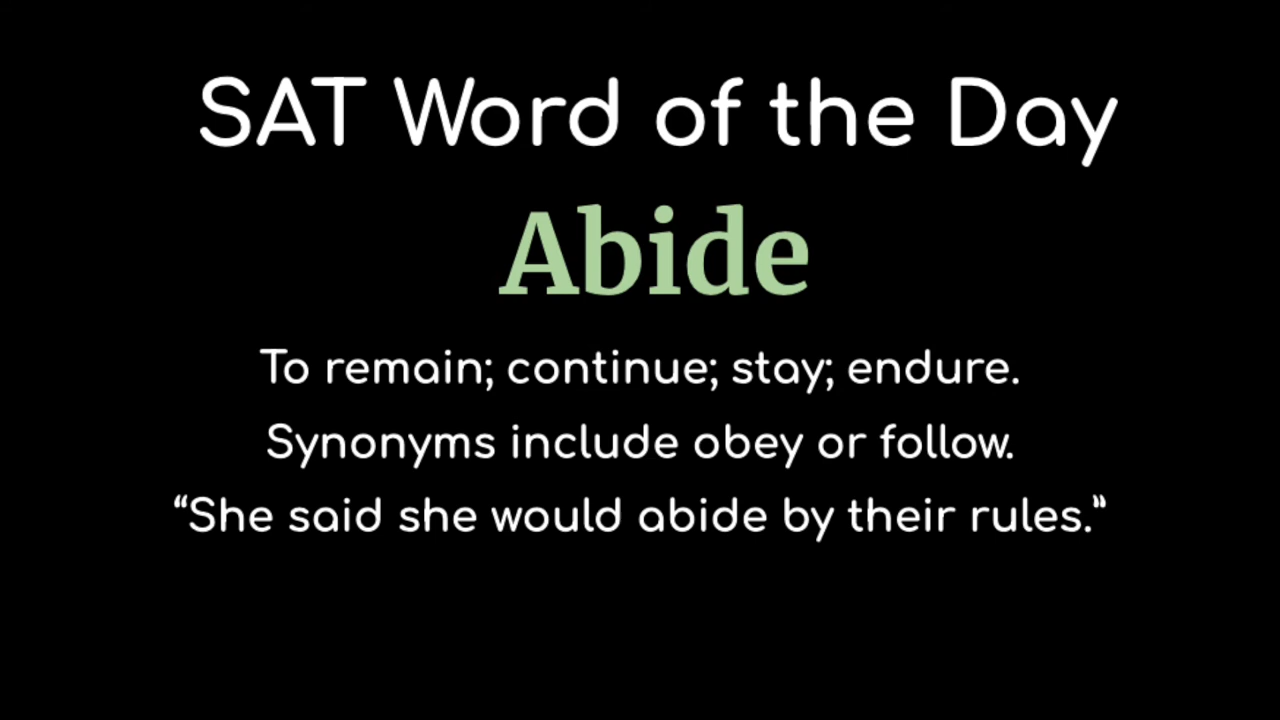 SAT Word of the Day
Abide
To remain; continue; stay; endure.
Synonyms include obey or follow.
“She said she would abide by their rules.”